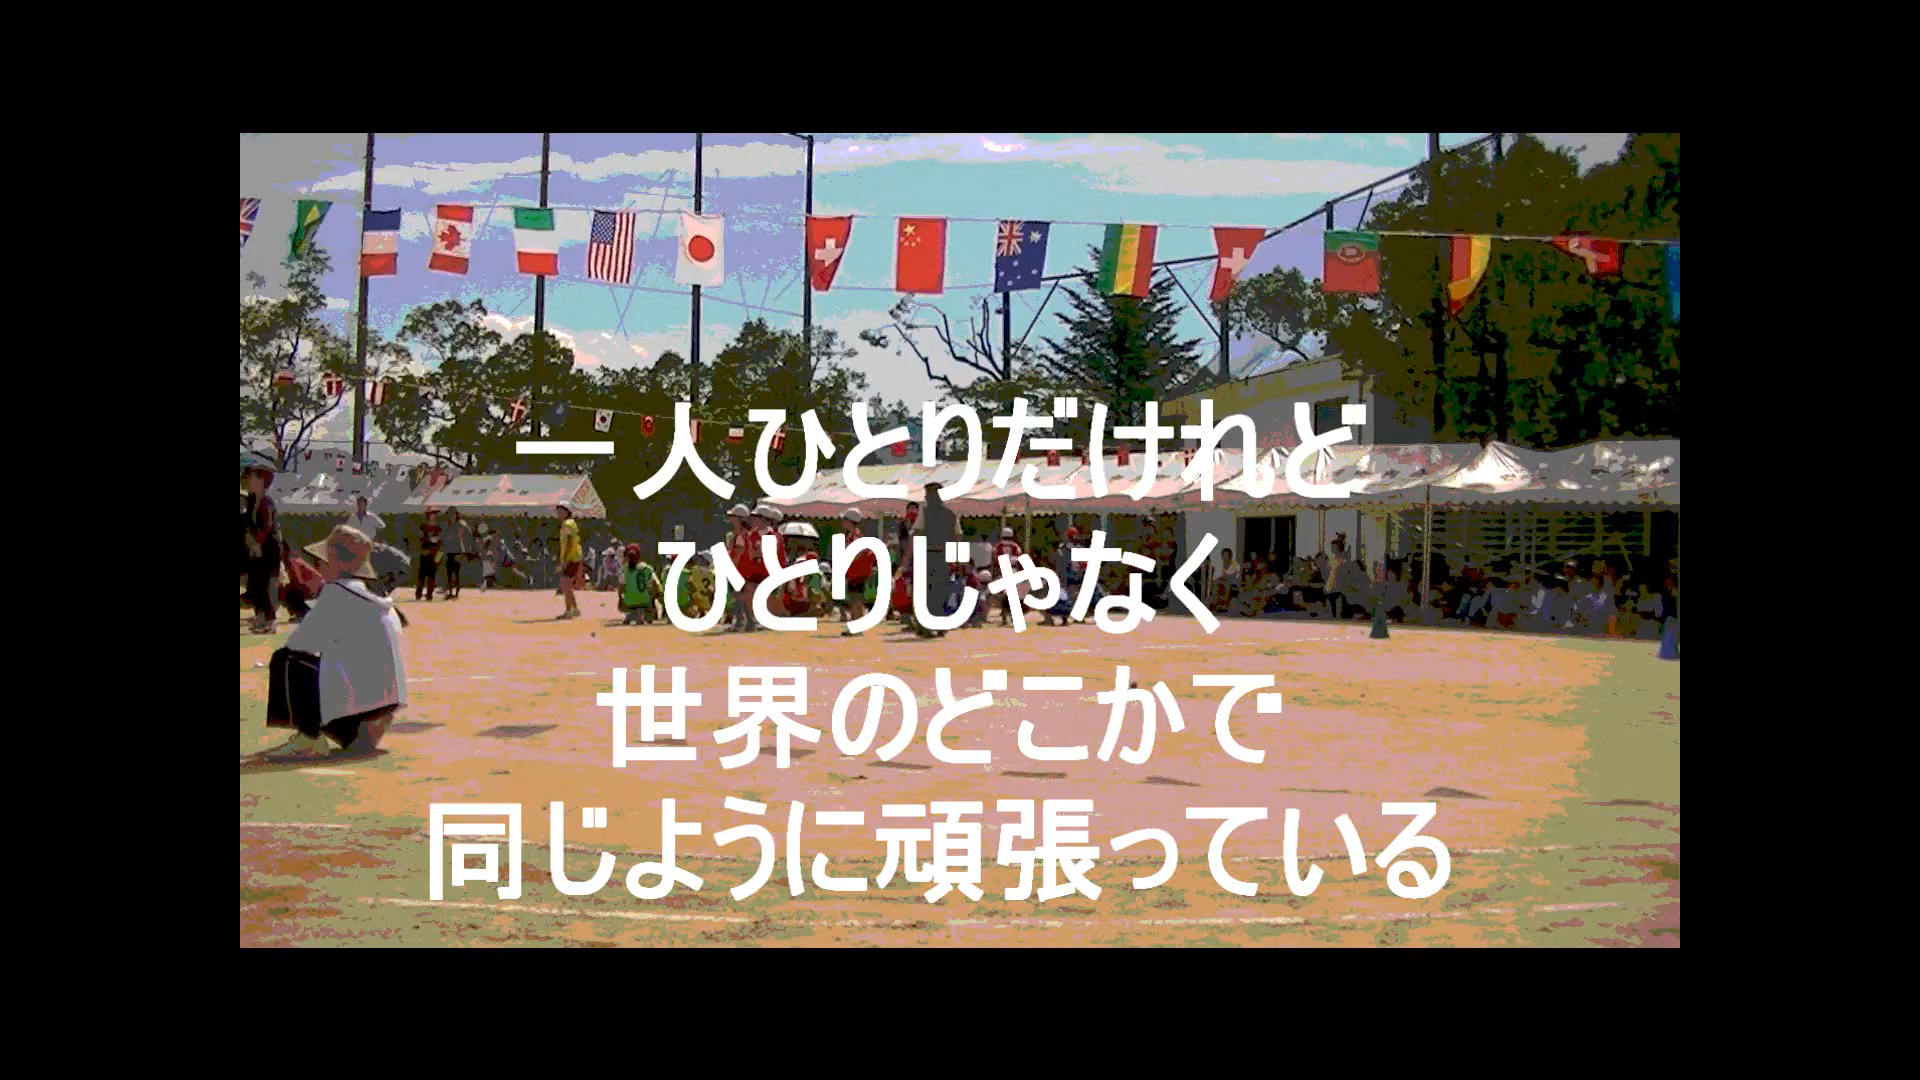 一人ひとりだけれど
ひとりじゃなく
世界のどこかで
同じように頑張っている